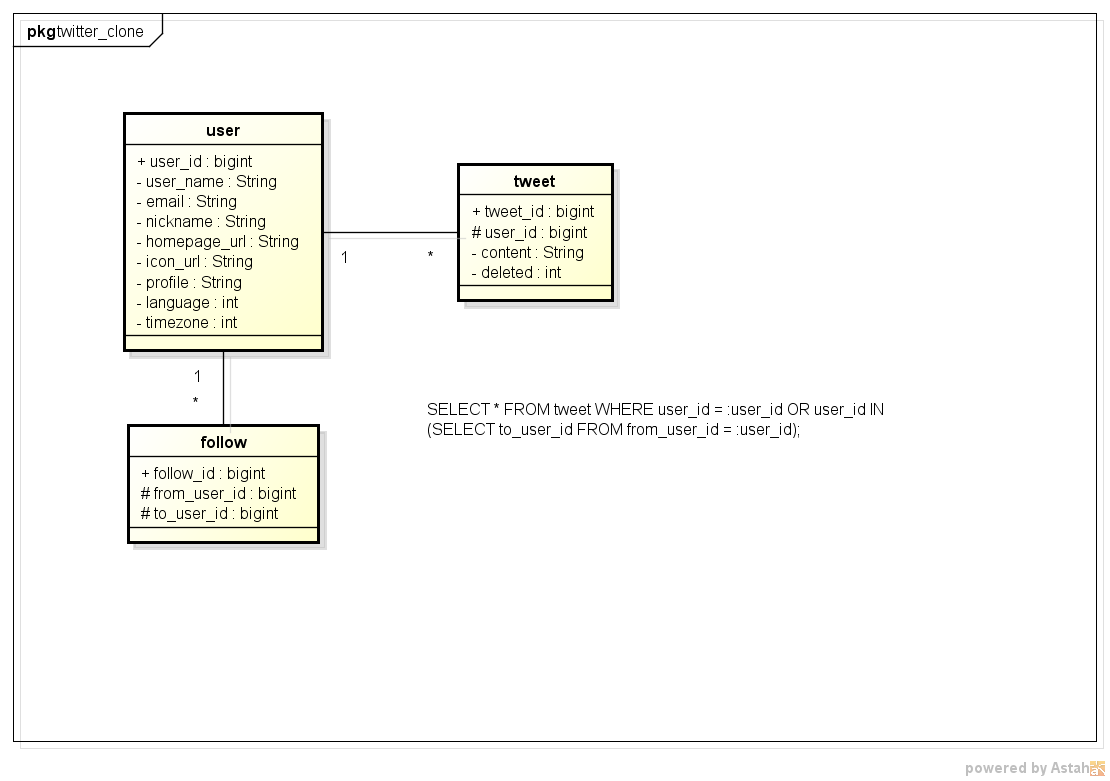 pkg twitter_clone
user
+ user_id : bigint
- user_name : String
- email : String
- nickname : String
- homepage_url : String
- icon_url : String
- profile : String
- language : int
- timezone : int
tweet
+ tweet_id : bigint
# user_id : bigint
- content : String
- deleted : int
1
*
1
*
follow
+ follow_id : bigint
# from_user_id : bigint
# to_user_id : bigint
SELECT * FROM tweet WHERE user_id = :user_id OR user_id IN
(SELECT to_user_id FROM from_user_id = :user_id);
powered by Astah